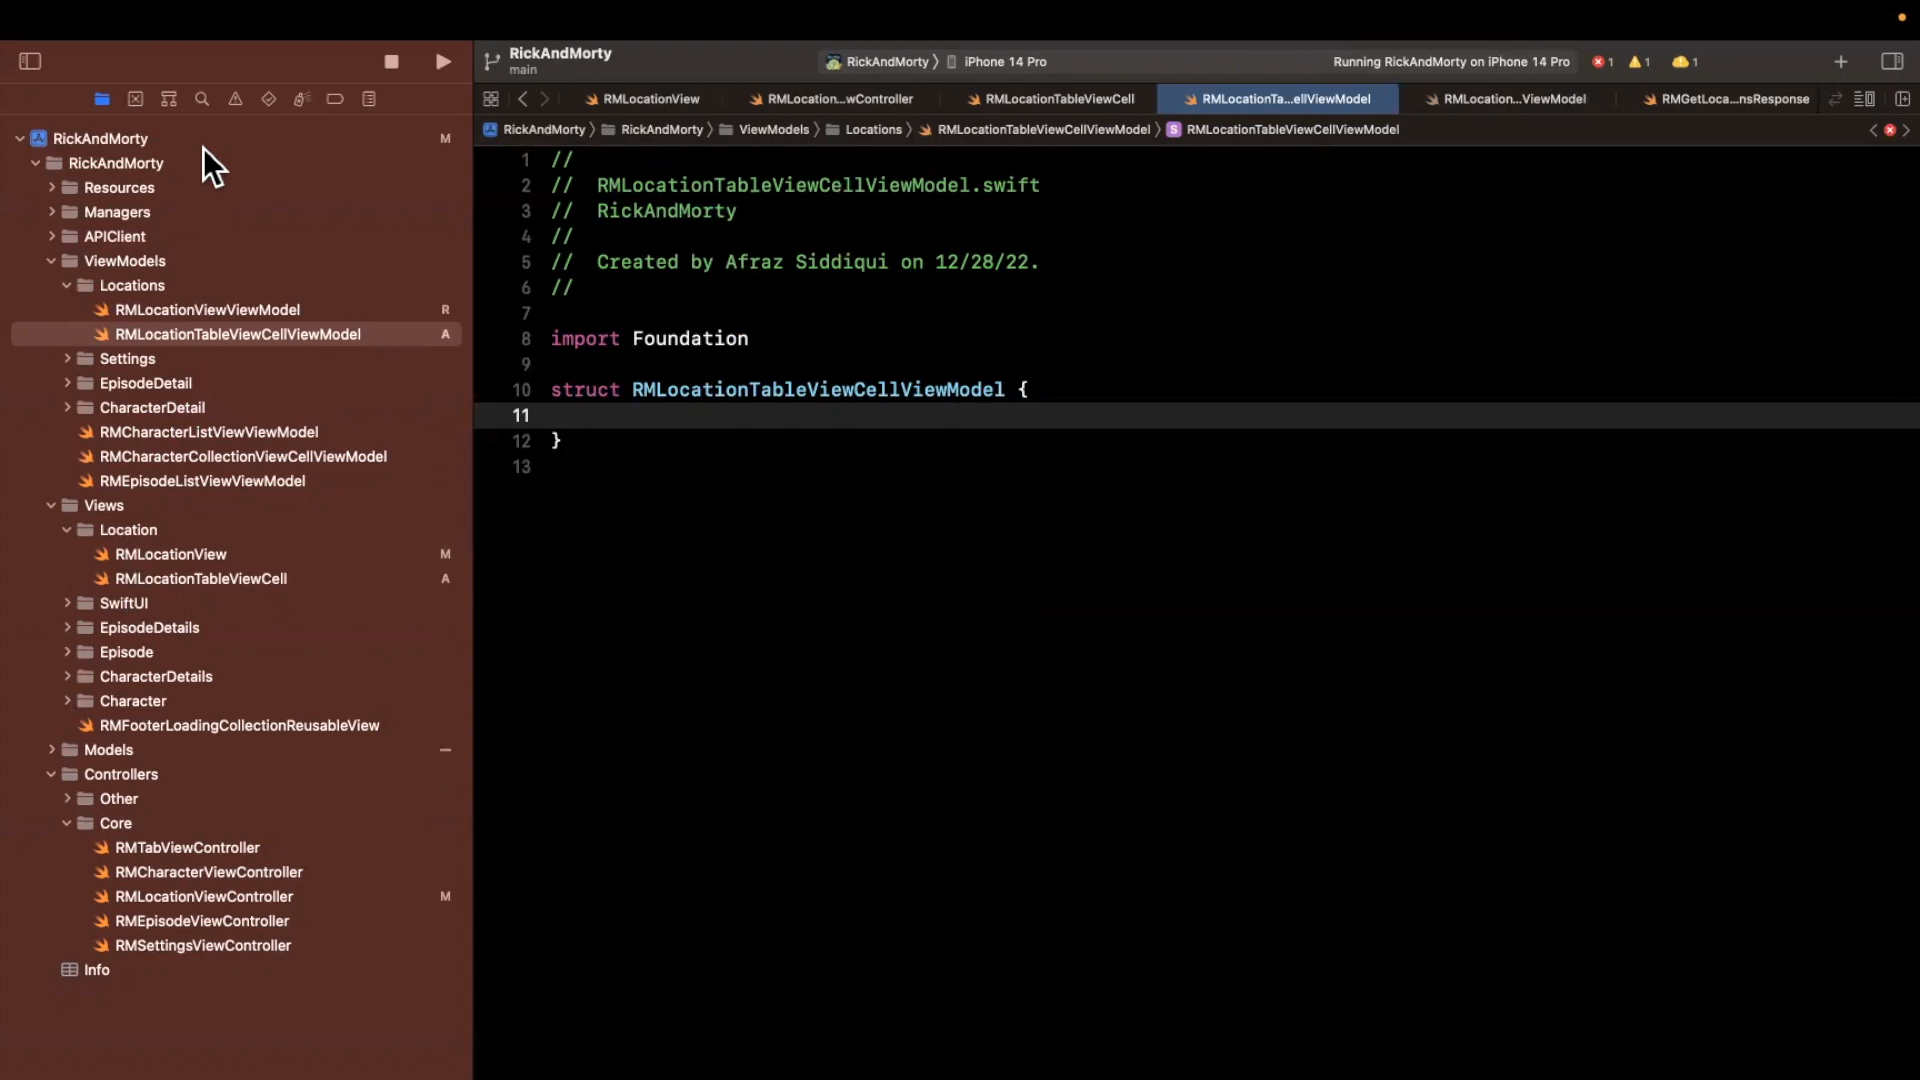 RickAndMorty
main
RickAndMorty 〉 iPhone 14 Pro
Running RickAndMorty on iPhone 14 Pro
1
1
1
RMLocationView
RMLocation...wController
RMLocationTableViewCell
RMLocationTa...ellViewModel
RMLocation...ViewModel
RMGetLoca...nsResponse
RickAndMorty 〉 RickAndMorty 〉 ViewModels 〉 Locations 〉 RMLocationTableViewCellViewModel 〉 S RMLocationTableViewCellViewModel
RickAndMorty M
RickAndMorty
Resources
Managers
APIClient
ViewModels
Locations
RMLocationViewViewModel R
RMLocationTableViewCellViewModel A
Settings
EpisodeDetail
CharacterDetail
RMCharacterListViewViewModel
RMCharacterCollectionViewCellViewModel
RMEpisodeListViewViewModel
Views
Location
RMLocationView M
RMLocationTableViewCell A
SwiftUI
EpisodeDetails
Episode
CharacterDetails
Character
RMFooterLoadingCollectionReusableView
Models
Controllers
Other
Core
RMTabViewController
RMCharacterViewController
RMLocationViewController M
RMEpisodeViewController
RMSettingsViewController
Info
1 //
2 //  RMLocationTableViewCellViewModel.swift
3 //  RickAndMorty
4 //
5 //  Created by Afraz Siddiqui on 12/28/22.
6 //
7
8 import Foundation
9
10 struct RMLocationTableViewCellViewModel {
11
12 }
13